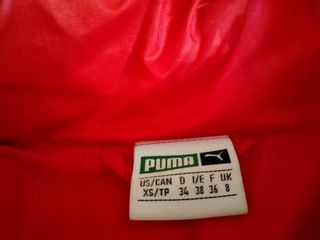 PUMA
US/CAN D I/E F UK
XS/TP 34 38 36 8